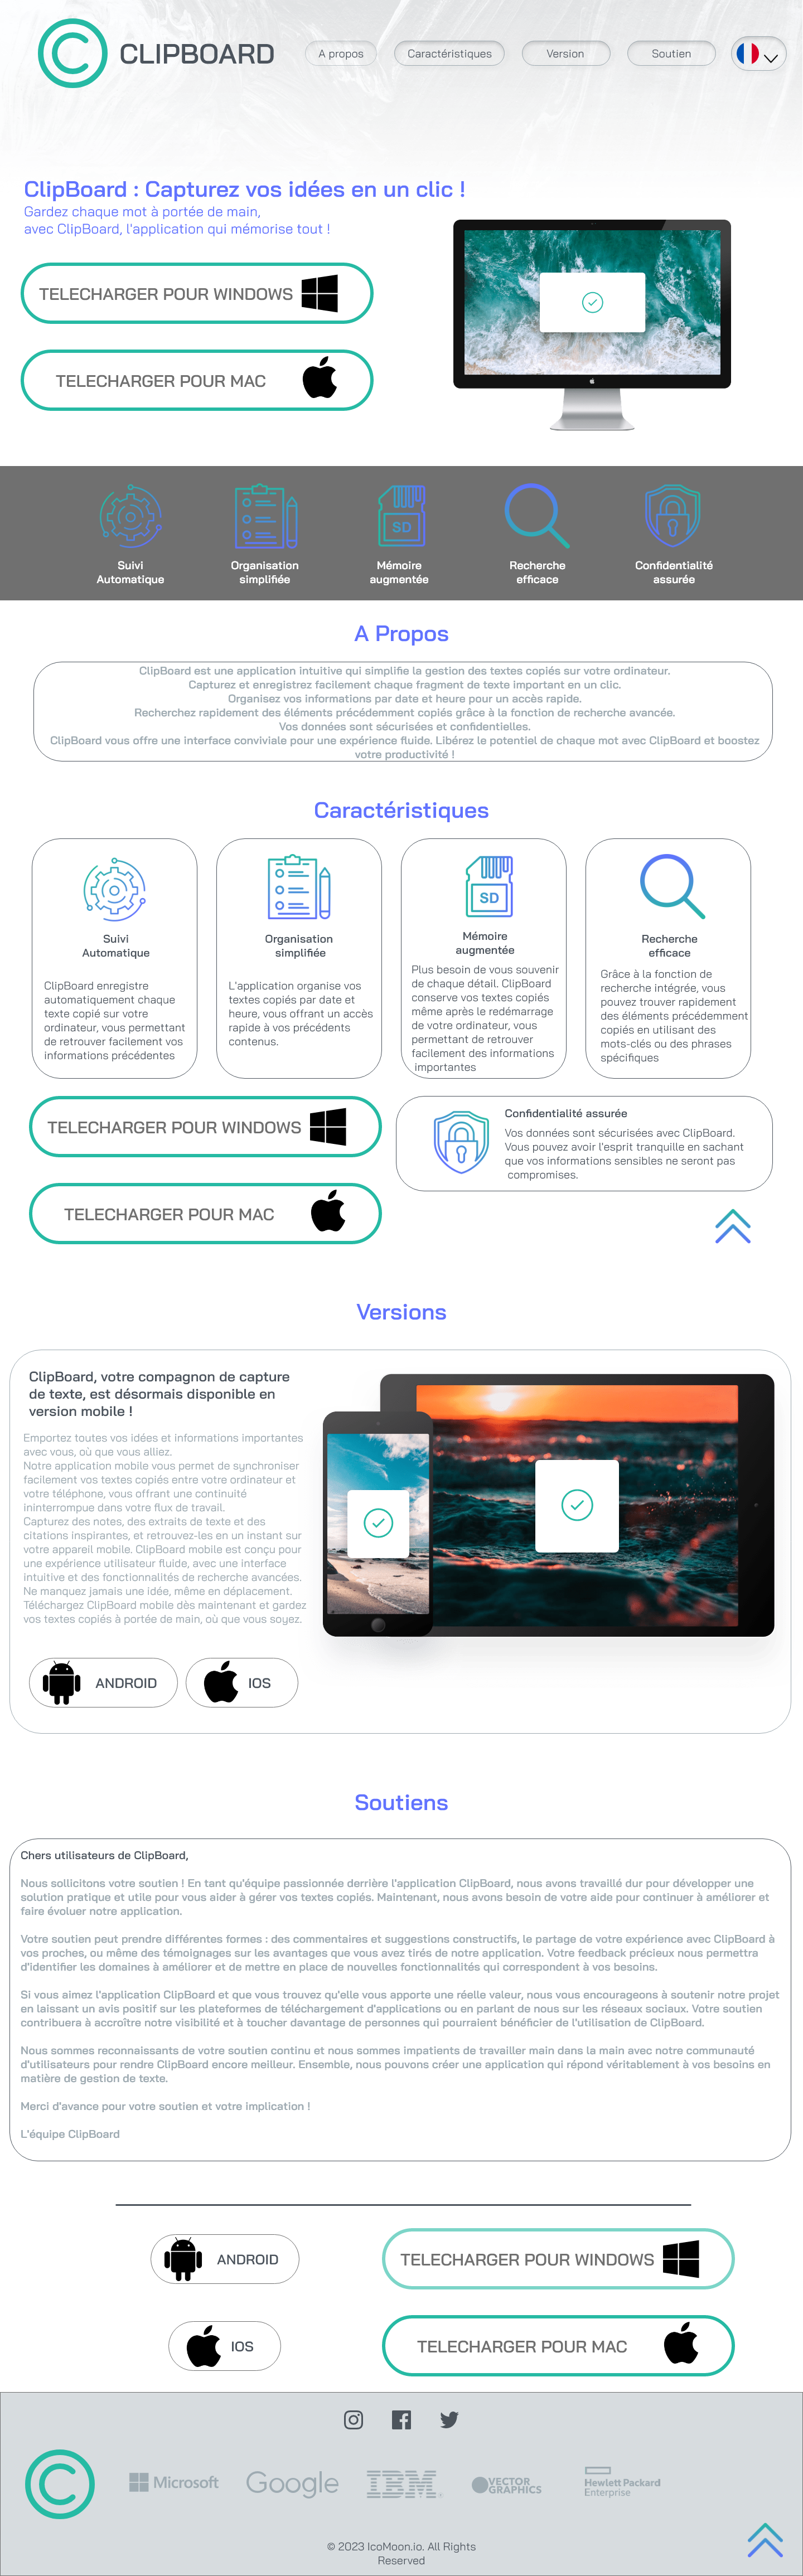 CLIPBOARD
A propos
Caractéristiques
Version
Soutien
ClipBoard : Capturez vos idées en un clic !
Gardez chaque mot à portée de main,
avec ClipBoard, l'application qui mémorise tout !
TELECHARGER POUR WINDOWS
TELECHARGER POUR MAC
SD
Suivi
Automatique
Organisation
simplifiée
Mémoire
augmentée
Recherche
efficace
Confidentialité
assurée
A Propos
ClipBoard est une application intuitive qui simplifie la gestion des textes copiés sur votre ordinateur.
Capturez et enregistrez facilement chaque fragment de texte important en un clic.
Organisez vos informations par date et heure pour un accès rapide.
Recherchez rapidement des éléments précédemment copiés grâce à la fonction de recherche avancée.
Vos données sont sécurisées et confidentielles.
ClipBoard vous offre une interface conviviale pour une expérience fluide. Libérez le potentiel de chaque mot avec ClipBoard et boostez
votre productivité !
Caractéristiques
Suivi
Automatique
ClipBoard enregistre
automatiquement chaque
texte copié sur votre
ordinateur, vous permettant
de retrouver facilement vos
informations précédentes
Organisation
simplifiée
L'application organise vos
textes copiés par date et
heure, vous offrant un accès
rapide à vos précédents
contenus.
SD
Mémoire
augmentée
Plus besoin de vous souvenir
de chaque détail. ClipBoard
conserve vos textes copiés
même après le redémarrage
de votre ordinateur, vous
permettant de retrouver
facilement des informations
importantes
Recherche
efficace
Grâce à la fonction de
recherche intégrée, vous
pouvez trouver rapidement
des éléments précédemment
copiés en utilisant des
mots-clés ou des phrases
spécifiques
TELECHARGER POUR WINDOWS
TELECHARGER POUR MAC
Confidentialité assurée
Vos données sont sécurisées avec ClipBoard.
Vous pouvez avoir l'esprit tranquille en sachant
que vos informations sensibles ne seront pas
compromises.
Versions
ClipBoard, votre compagnon de capture
de texte, est désormais disponible en
version mobile !
Emportez toutes vos idées et informations importantes
avec vous, où que vous alliez.
Notre application mobile vous permet de synchroniser
facilement vos textes copiés entre votre ordinateur et
votre téléphone, vous offrant une continuité
ininterrompue dans votre flux de travail.
Capturez des notes, des extraits de texte et des
citations inspirantes, et retrouvez-les en un instant sur
votre appareil mobile. ClipBoard mobile est conçu pour
une expérience utilisateur fluide, avec une interface
intuitive et des fonctionnalités de recherche avancées.
Ne manquez jamais une idée, même en déplacement.
Téléchargez ClipBoard mobile dès maintenant et gardez
vos textes copiés à portée de main, où que vous soyez.
ANDROID
IOS
Soutiens
Chers utilisateurs de ClipBoard,
Nous sollicitons votre soutien ! En tant qu'équipe passionnée derrière l'application ClipBoard, nous avons travaillé dur pour développer une
solution pratique et utile pour vous aider à gérer vos textes copiés. Maintenant, nous avons besoin de votre aide pour continuer à améliorer et
faire évoluer notre application.
Votre soutien peut prendre différentes formes : des commentaires et suggestions constructifs, le partage de votre expérience avec ClipBoard à
vos proches, ou même des témoignages sur les avantages que vous avez tirés de notre application. Votre feedback précieux nous permettra
d'identifier les domaines à améliorer et de mettre en place de nouvelles fonctionnalités qui correspondent à vos besoins.
Si vous aimez l'application ClipBoard et que vous trouvez qu'elle vous apporte une réelle valeur, nous vous encourageons à soutenir notre projet
en laissant un avis positif sur les plateformes de téléchargement d'applications ou en parlant de nous sur les réseaux sociaux. Votre soutien
contribuera à accroître notre visibilité et à toucher davantage de personnes qui pourraient bénéficier de l'utilisation de ClipBoard.
Nous sommes reconnaissants de votre soutien continu et nous sommes impatients de travailler main dans la main avec notre communauté
d'utilisateurs pour rendre ClipBoard encore meilleur. Ensemble, nous pouvons créer une application qui répond véritablement à vos besoins en
matière de gestion de texte.
Merci d'avance pour votre soutien et votre implication !
L'équipe ClipBoard
ANDROID
TELECHARGER POUR WINDOWS
IOS
TELECHARGER POUR MAC
Microsoft
Google
IBM
VECTOR
GRAPHICS
Hewlett Packard
Enterprise
© 2023 IcoMoon.io. All Rights
Reserved